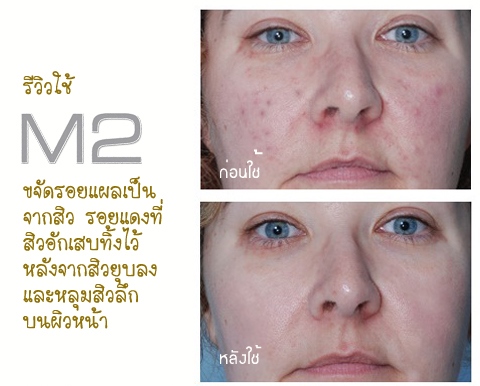 รีวิวใช้
M2
ขจัดรอยแผลเป็น
จากสิว รอยแดงที่
สิวอักเสบทิ้งไว้
หลังจากสิวยุบลง
และหลุมสิวลึก
บนผิวหน้า
ก่อนใช้
หลังใช้